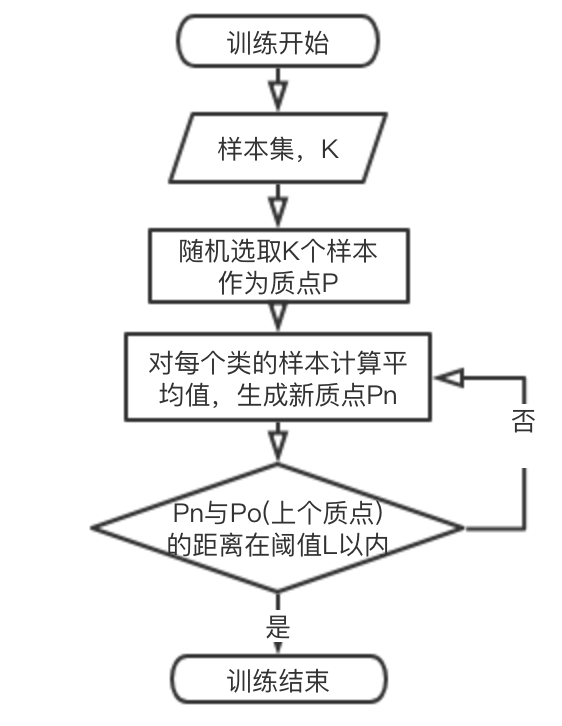 训练开始
样本集，K
随机选取K个样本
作为质点P
对每个类的样本计算平
均值，生成新质点Pn
否
Pn与Po(上个质点)
的距离在阈值L以内
是
训练结束